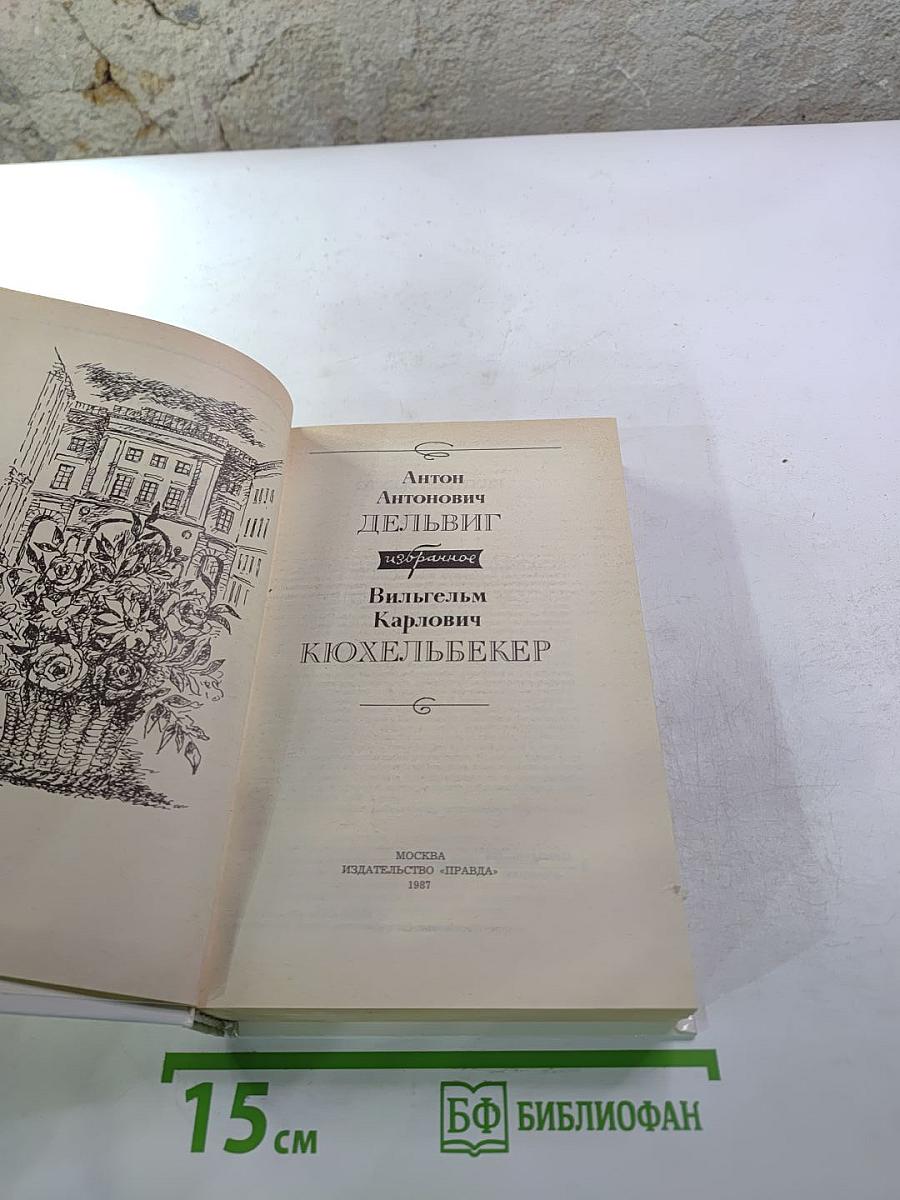 Антон
Антонович
ДЕЛЬВИГ
избранное
Вильгельм
Карлович
КЮХЕЛЬБЕКЕР
МОСКВА
ИЗДАТЕЛЬСТВО «ПРАВДА»
1987
15 см
БФ БИБЛИОФАН